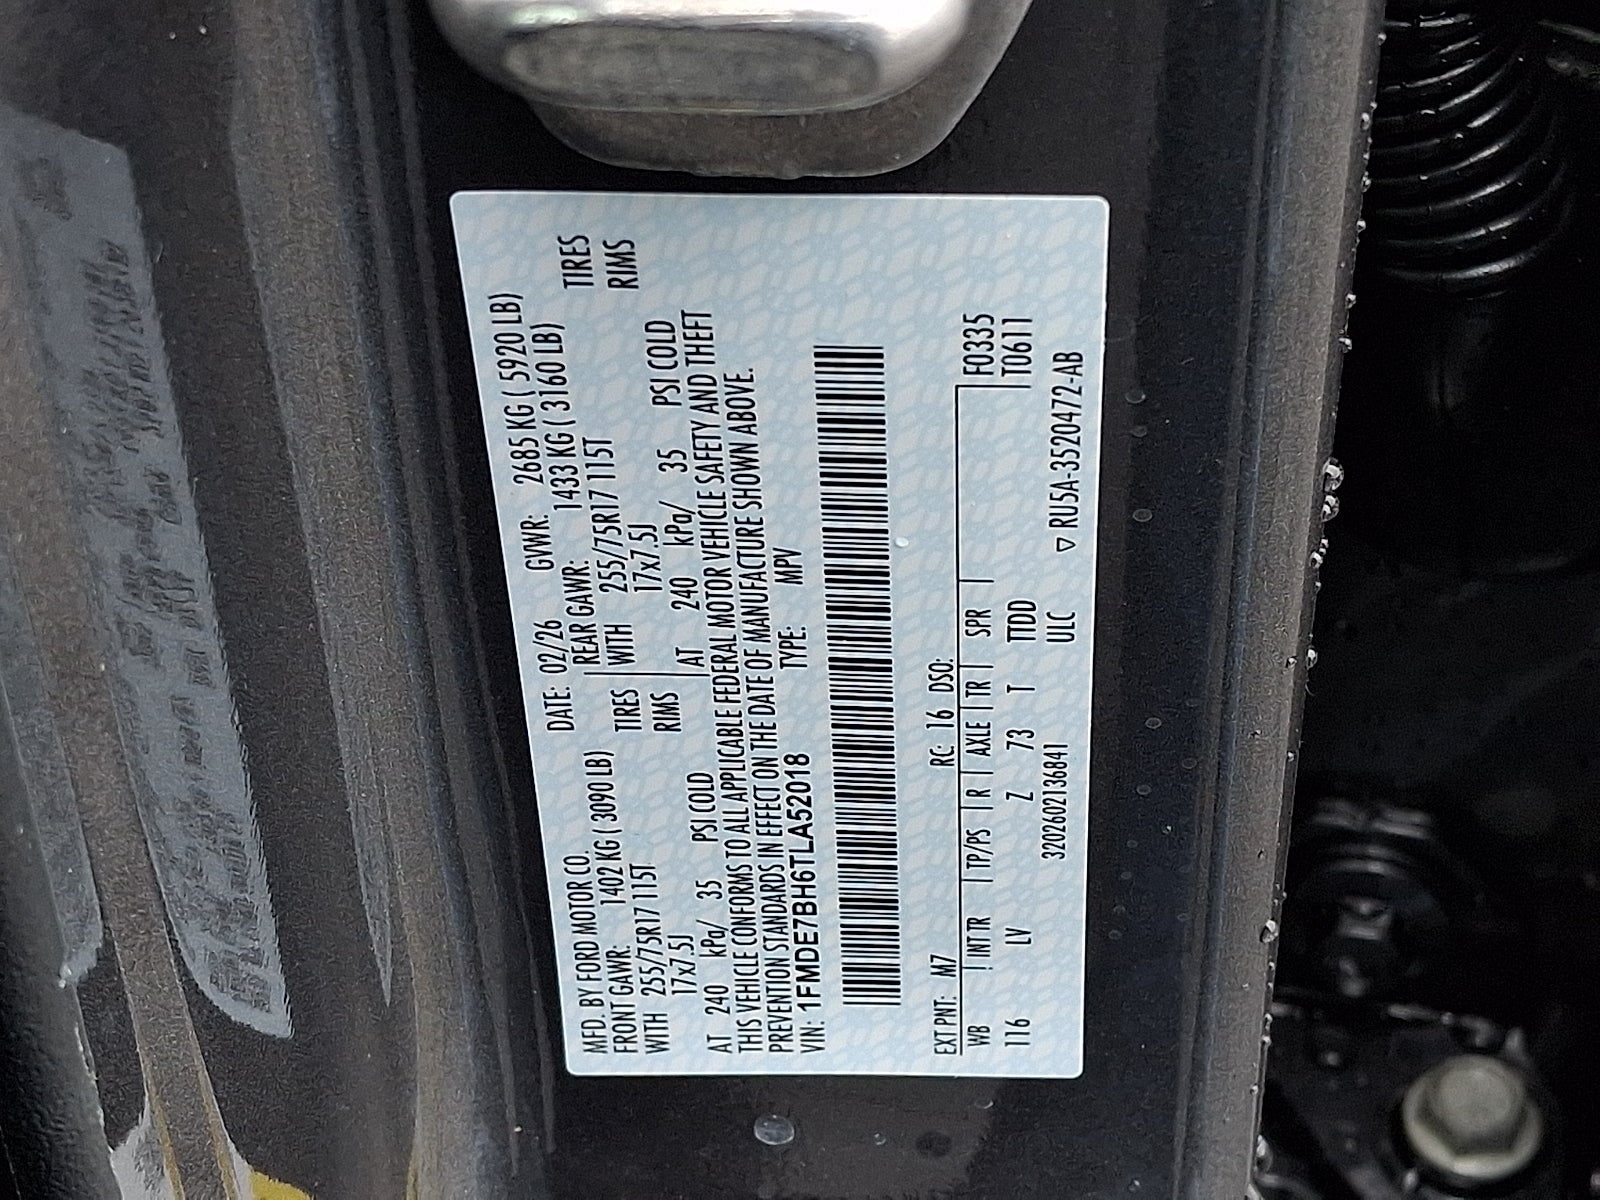 MFD. BY FORD MOTOR CO. DATE: 02/26 GVWR: 2685 KG ( 5920 LB)
FRONT GAWR: 1402 KG ( 3090 LB) REAR GAWR: 1433 KG ( 3160 LB)
WITH 255/75R17 115T TIRES WITH 255/75R17 115T TIRES
17x7.5J RIMS 17x7.5J RIMS
AT 240 kPa/ 35 PSI COLD AT 240 kPa/ 35 PSI COLD
THIS VEHICLE CONFORMS TO ALL APPLICABLE FEDERAL MOTOR VEHICLE SAFETY AND THEFT
PREVENTION STANDARDS IN EFFECT ON THE DATE OF MANUFACTURE SHOWN ABOVE.
VIN: 1FMDE7BH6TLA52018 TYPE: MPV
EXT PNT: M7 RC: 16 DSO: F0335
WB INT TR TP/PS R AXLE TR SPR T0611
116 LV Z 73 T TTDD
32026021368​41 ULC ▽ RU5A-3520472-AB